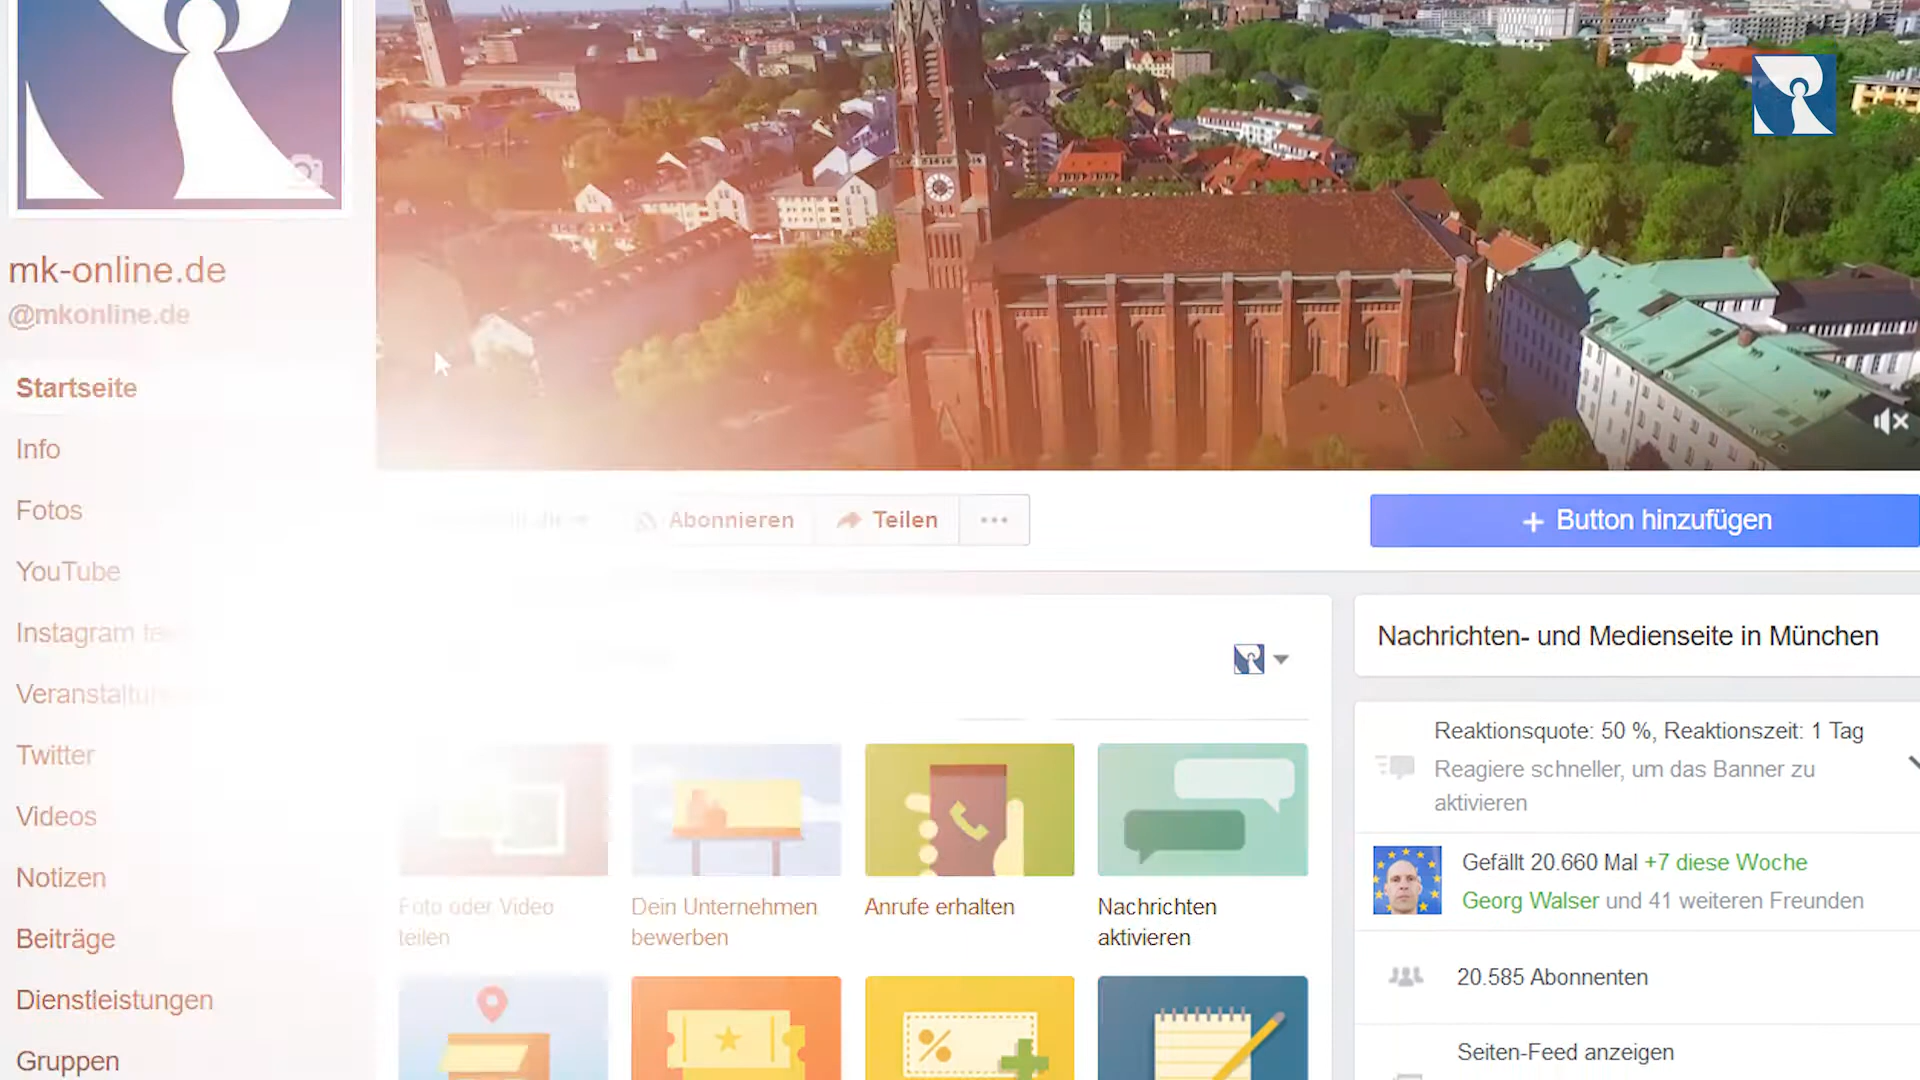 mk-online.de
@mkonline.de
Startseite
Info
Fotos
YouTube
Instagram
Twitter
Videos
Notizen
Beiträge
Dienstleistungen
Gruppen
Abonnieren
Teilen
+ Button hinzufügen
Foto oder Video
teilen
Dein Unternehmen
bewerben
Anrufe erhalten
Nachrichten
aktivieren
Nachrichten- und Medienseite in München
Reaktionsquote: 50 %, Reaktionszeit: 1 Tag
Reagiere schneller, um das Banner zu
aktivieren
Gefällt 20.660 Mal +7 diese Woche
Georg Walser und 41 weiteren Freunden
20.585 Abonnenten
Seiten-Feed anzeigen